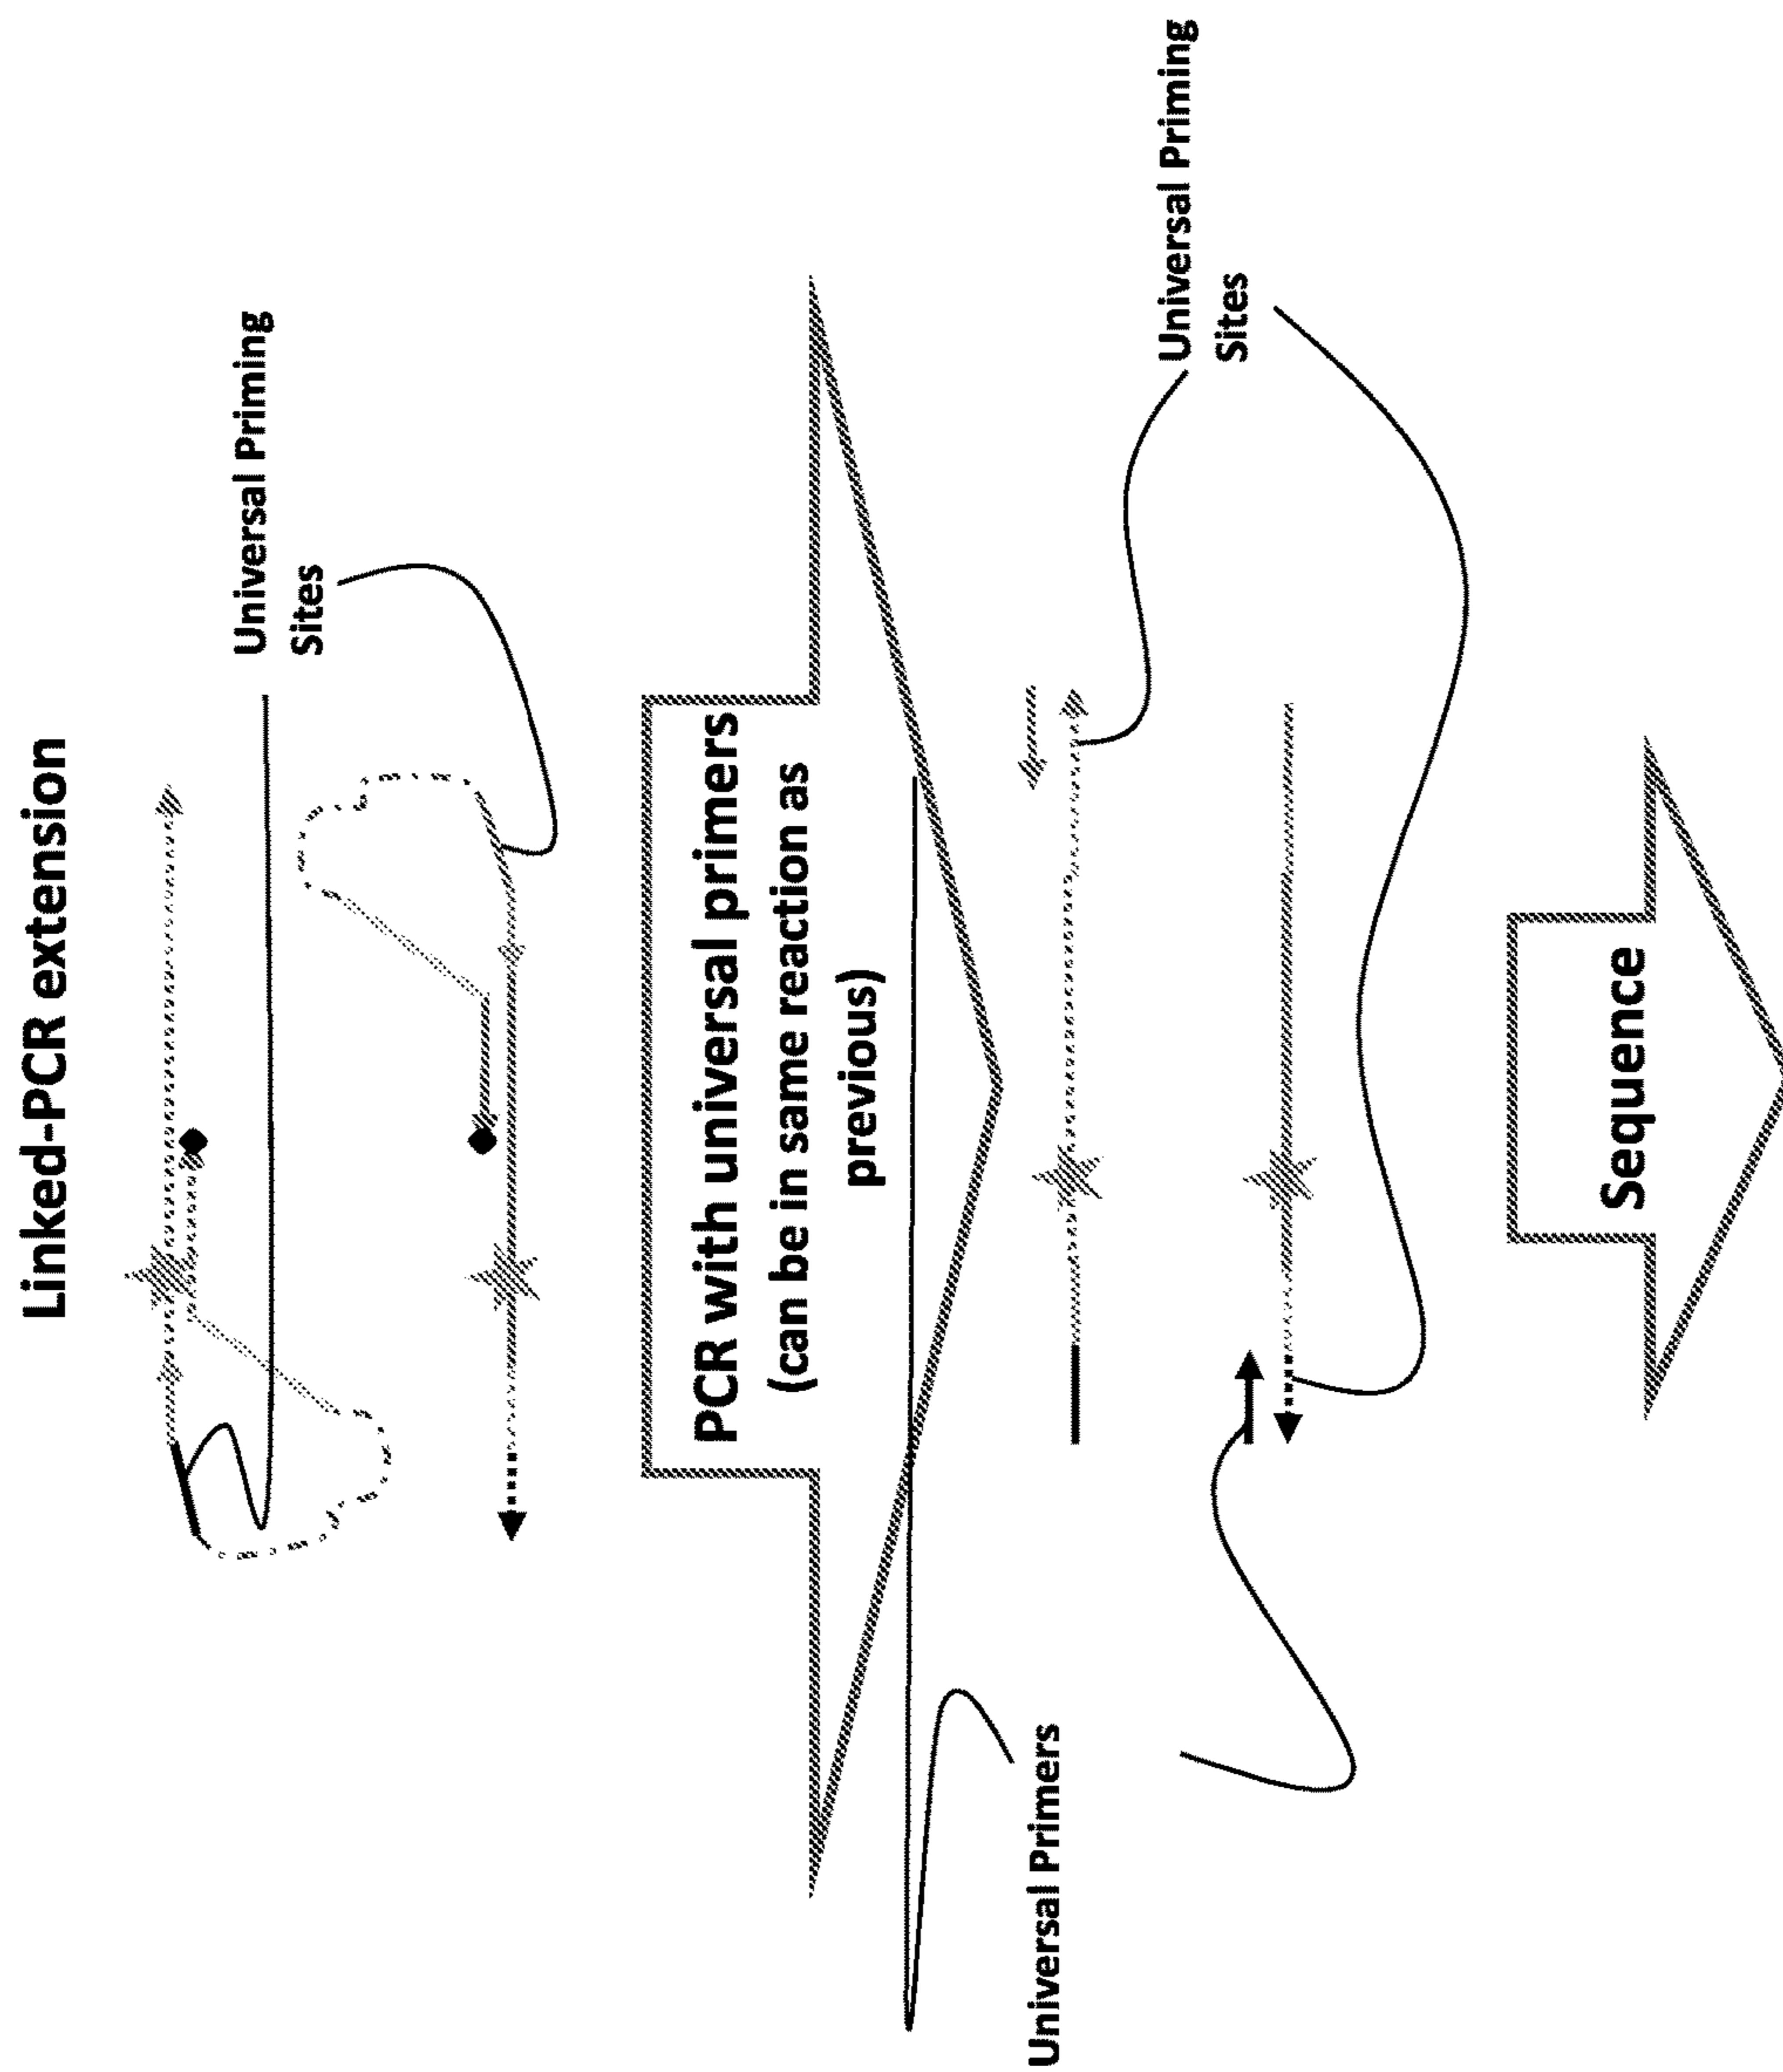 Linked-PCR extension
Universal Priming
Sites
PCR with universal primers
(can be in same reaction as
previous)
Universal Primers
Universal Priming
Sites
Sequence